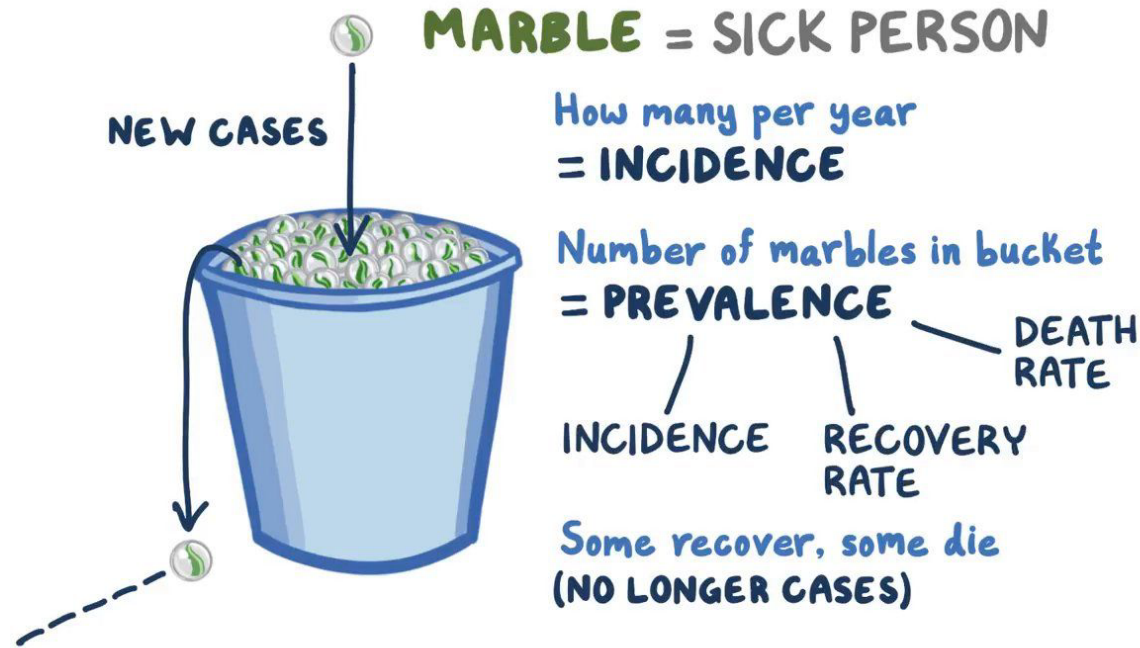 MARBLE = SICK PERSON
NEW CASES
How many per year
= INCIDENCE
Number of marbles in bucket
= PREVALENCE
DEATH
RATE
INCIDENCE
RECOVERY
RATE
Some recover, some die
(NO LONGER CASES)